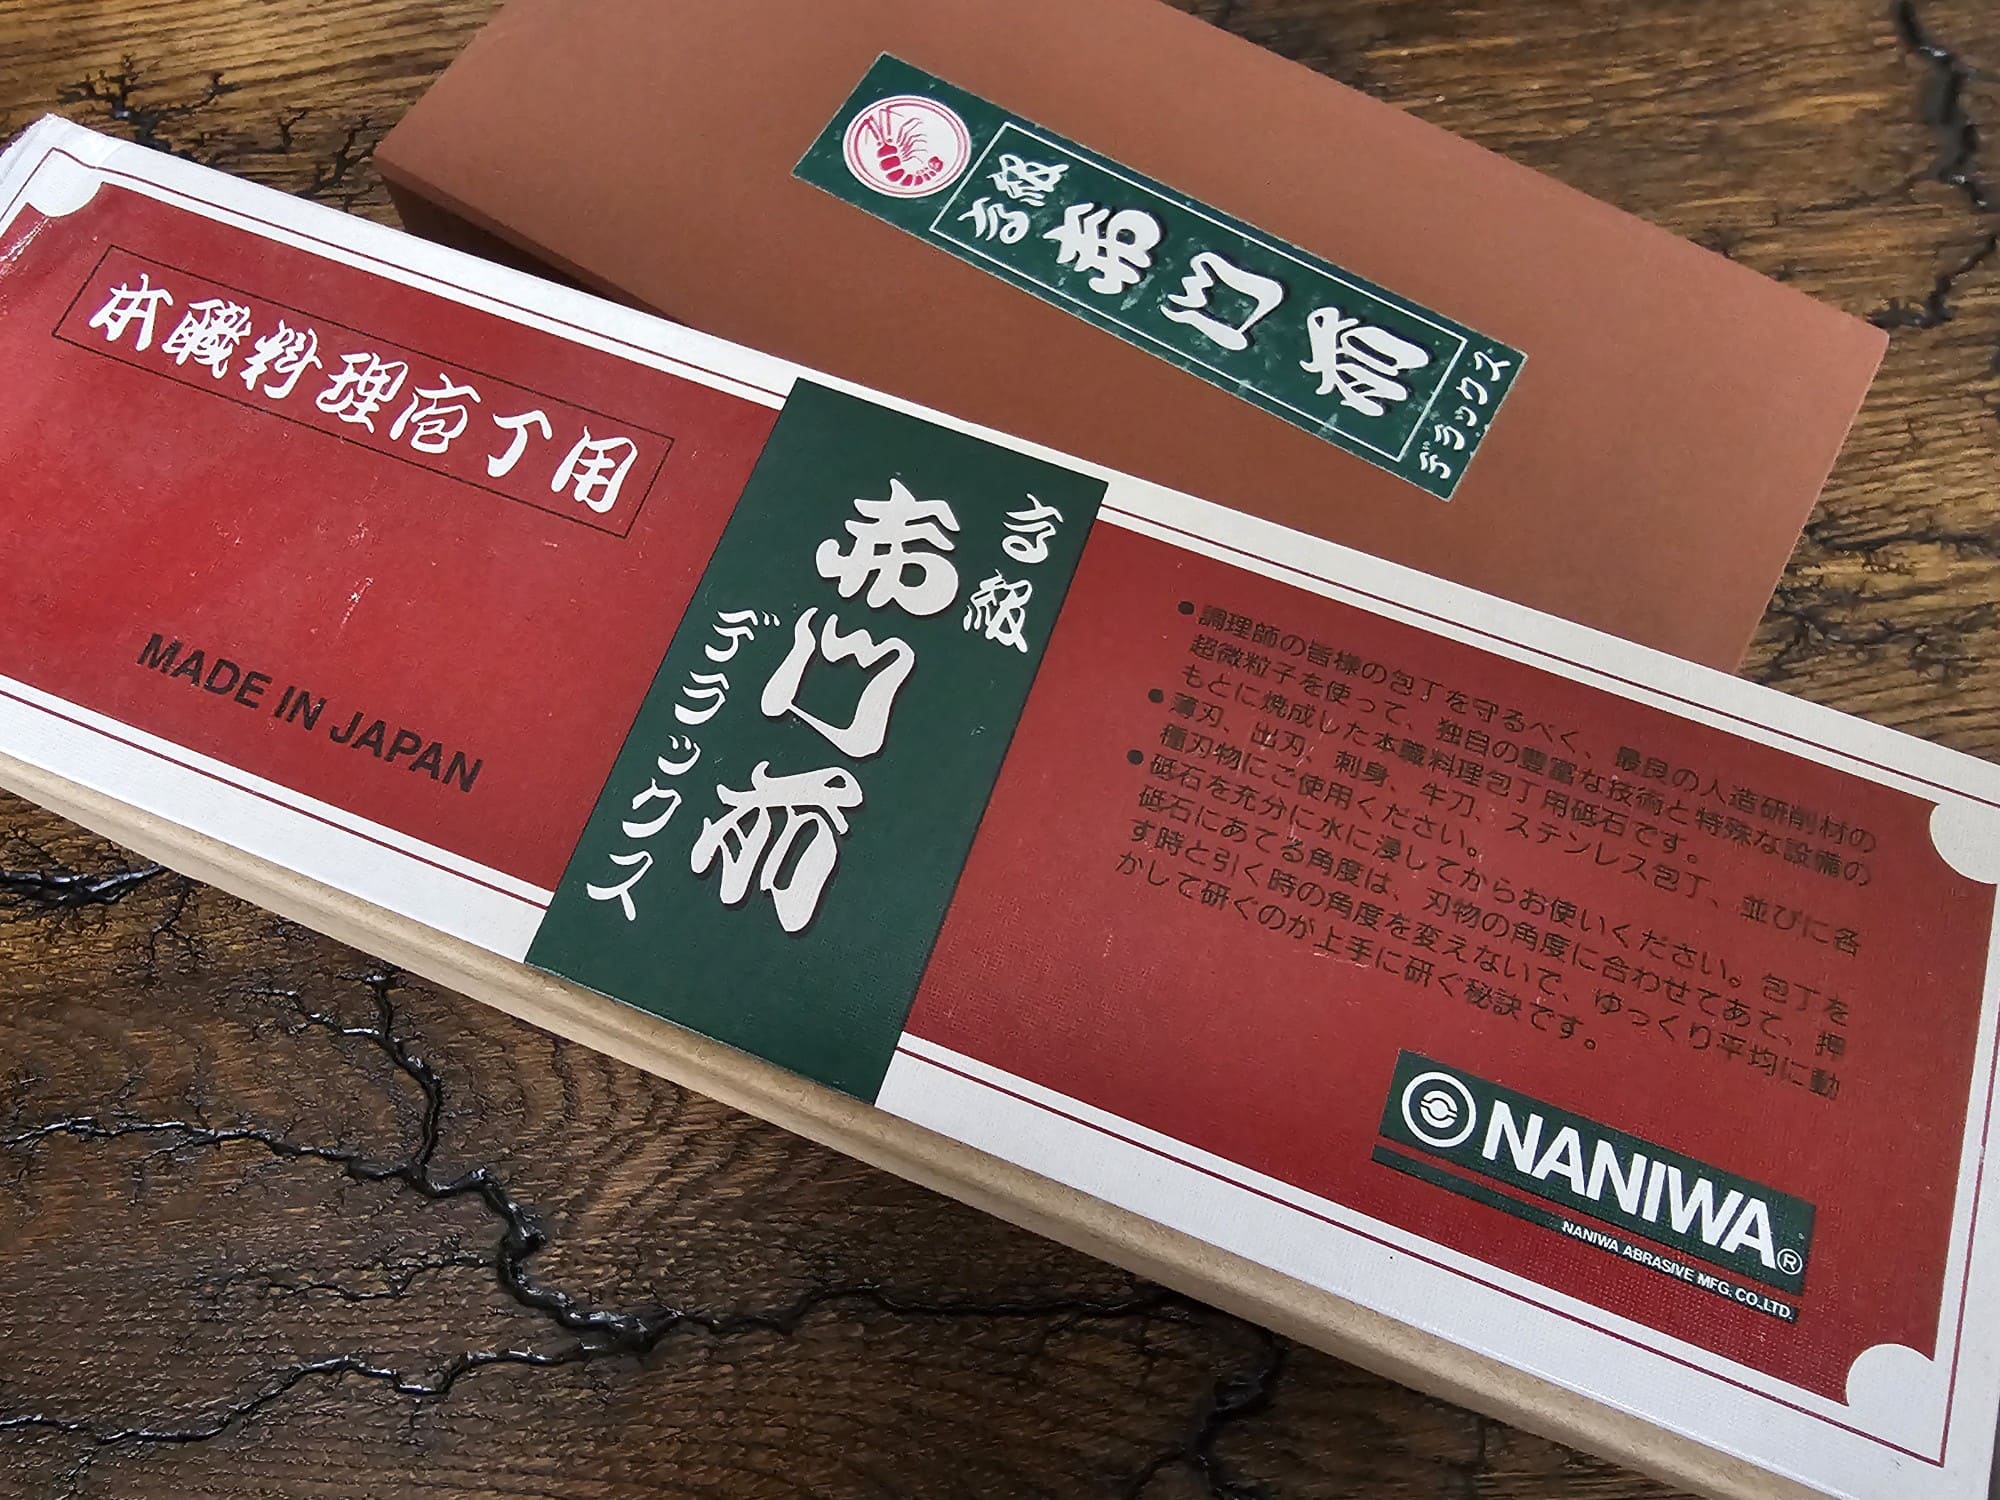 高級
赤門前
デラックス
本職料理庖丁用
MADE IN JAPAN
高級
赤門前
デラックス
●調理師の皆様の包丁を守るべく、最良の人造研削材の
超微粒子を使って、独自の豊富な技術と特殊な設備の
もとに焼成した本職料理包丁用砥石です。
●薄刃、出刃、刺身、牛刀、ステンレス包丁、並びに各
種刃物にご使用ください。
●砥石を充分に水に浸してからお使いください。包丁を
砥石にあてる角度は、刃物の角度に合わせてあて、押
す時と引く時の角度を変えないで、ゆっくり平均に動
かして研ぐのが上手に研ぐ秘訣です。
NANIWA®
NANIWA ABRASIVE MFG. CO.,LTD.